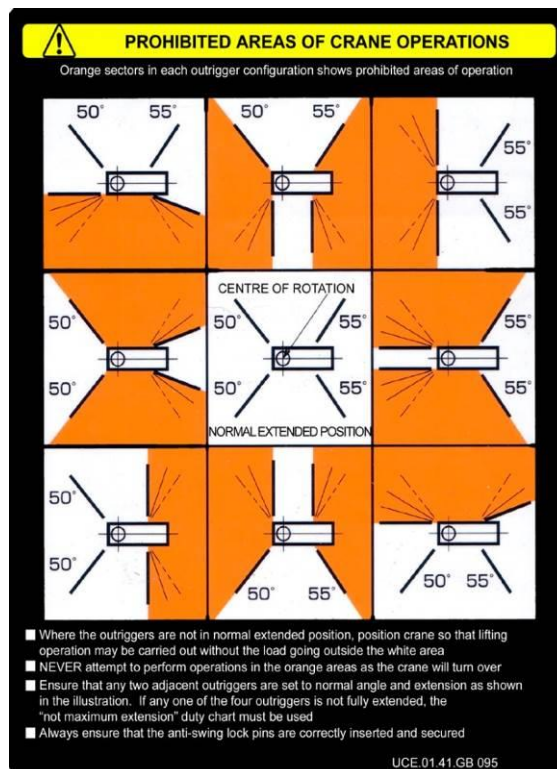 PROHIBITED AREAS OF CRANE OPERATIONS
Orange sectors in each outrigger configuration shows prohibited areas of operation
50° 55°
50° 55°
55°
55°
50°
50°
CENTRE OF ROTATION
50° 55°
50° 55°
NORMAL EXTENDED POSITION
55°
55°
50°
50°
50° 55°
50° 55°
Where the outriggers are not in normal extended position, position crane so that lifting
operation may be carried out without the load going outside the white area
NEVER attempt to perform operations in the orange areas as the crane will turn over
Ensure that any two adjacent outriggers are set to normal angle and extension as shown
in the illustration. If any one of the four outriggers is not fully extended, the
"not maximum extension" duty chart must be used
Always ensure that the anti-swing lock pins are correctly inserted and secured
UCE.01.41.GB 095